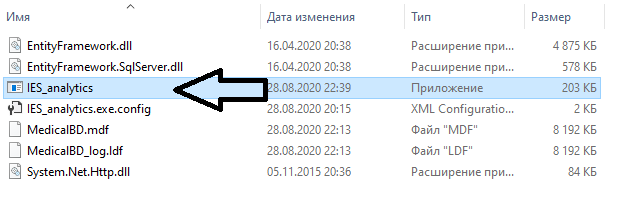 Имя Дата изменения Тип Размер
EntityFramework.dll 16.04.2020 20:38 Расширение при... 4 875 КБ
EntityFramework.SqlServer.dll 16.04.2020 20:38 Расширение при... 578 КБ
IES_analytics 28.08.2020 22:39 Приложение 203 КБ
IES_analytics.exe.config 28.08.2020 20:15 XML Configuratio... 2 КБ
MedicalBD.mdf 28.08.2020 22:13 Файл "MDF" 8 192 КБ
MedicalBD_log.ldf 28.08.2020 22:13 Файл "LDF" 8 192 КБ
System.Net.Http.dll 05.11.2015 20:36 Расширение при... 84 КБ